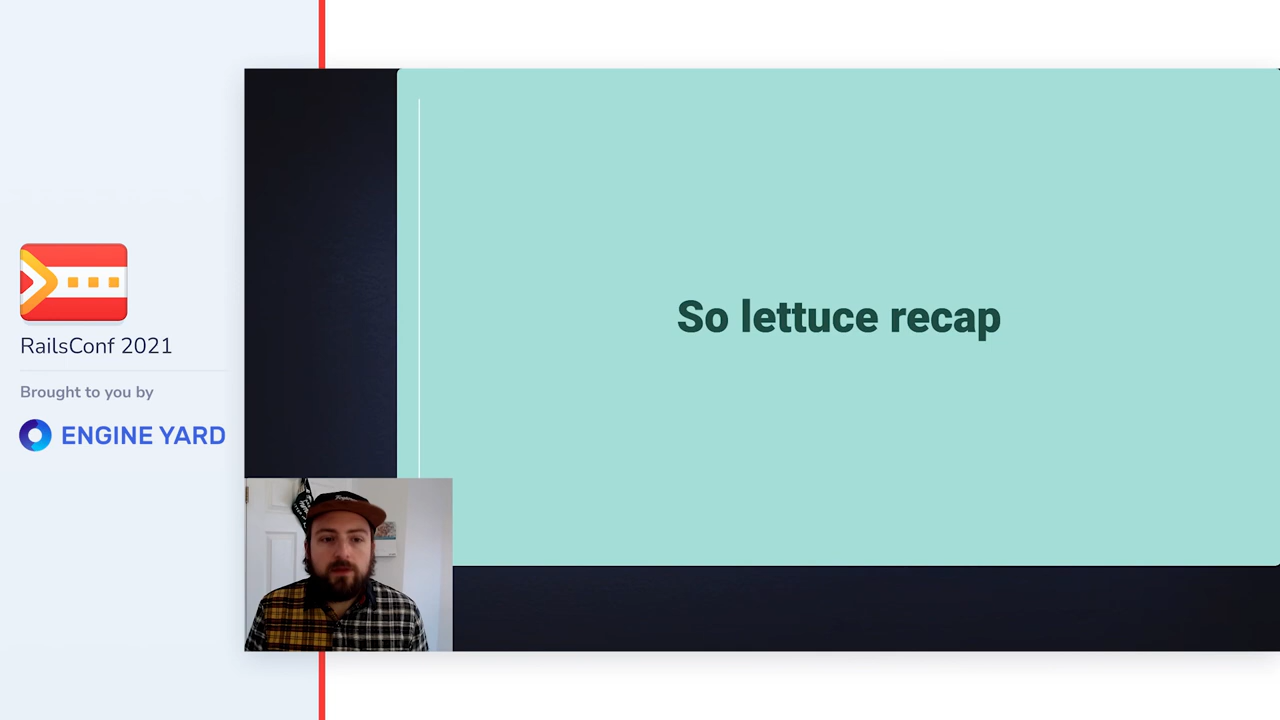 So lettuce recap
RailsConf 2021
Brought to you by
ENGINE YARD